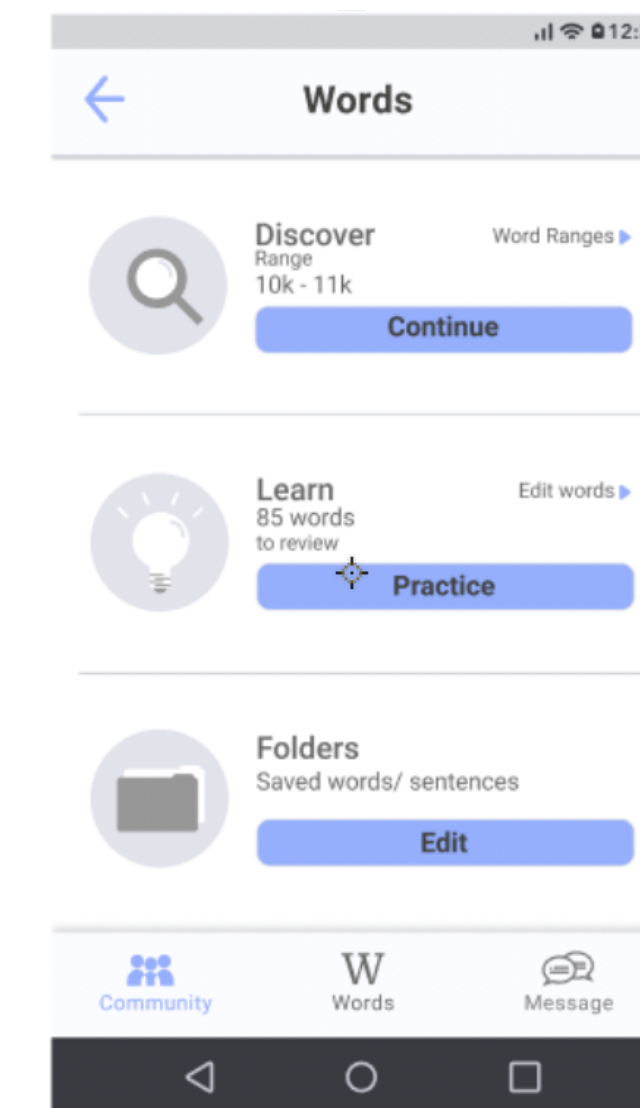 12:
Words
Discover
Word Ranges
Range
10k - 11k
Continue
Learn
Edit words
85 words
to review
Practice
Folders
Saved words/ sentences
Edit
W
Community
Words
Message